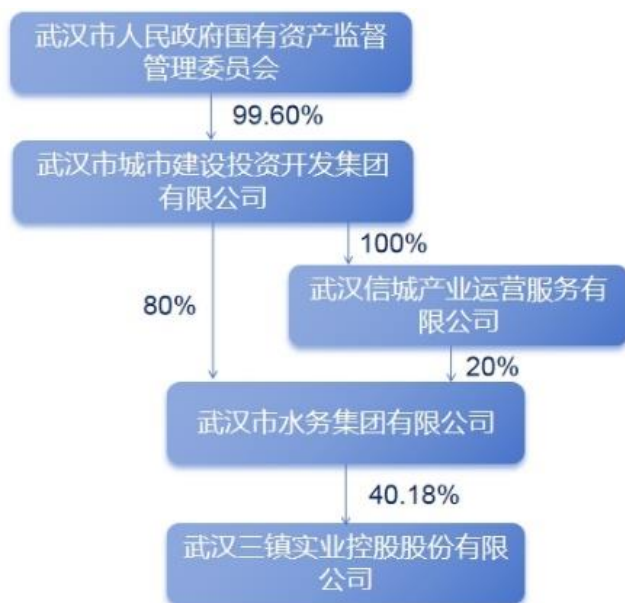 武汉市人民政府国有资产监督
管理委员会
99.60%
武汉市城市建设投资开发集团
有限公司
100%
武汉信城产业运营服务有
限公司
80%
20%
武汉市水务集团有限公司
40.18%
武汉三镇实业控股股份有限
公司